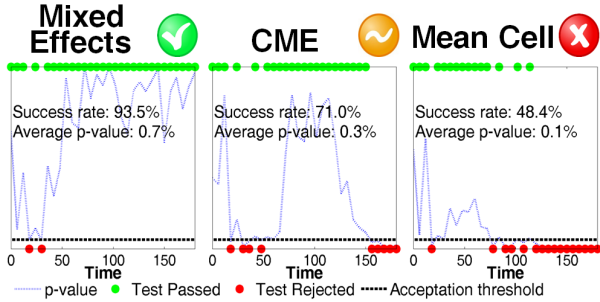 Mixed
Effects
CME
Mean Cell
Success rate: 93.5%
Average p-value: 0.7%
Success rate: 71.0%
Average p-value: 0.3%
Success rate: 48.4%
Average p-value: 0.1%
0 50 100 150
0 50 100 150
0 50 100 150
Time
Time
Time
p-value
Test Passed
Test Rejected
Acceptation threshold